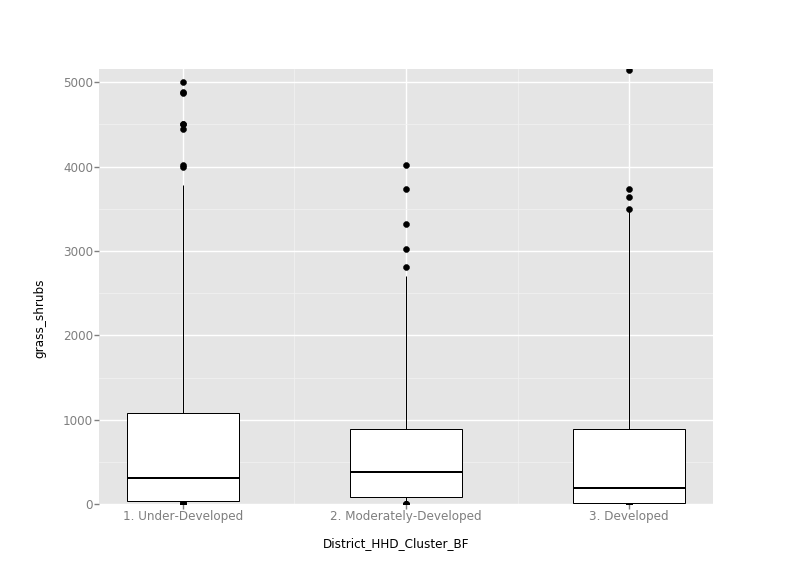 5000
4000
3000
2000
1000
0
grass_shrubs
1. Under-Developed
2. Moderately-Developed
3. Developed
District_HHD_Cluster_BF